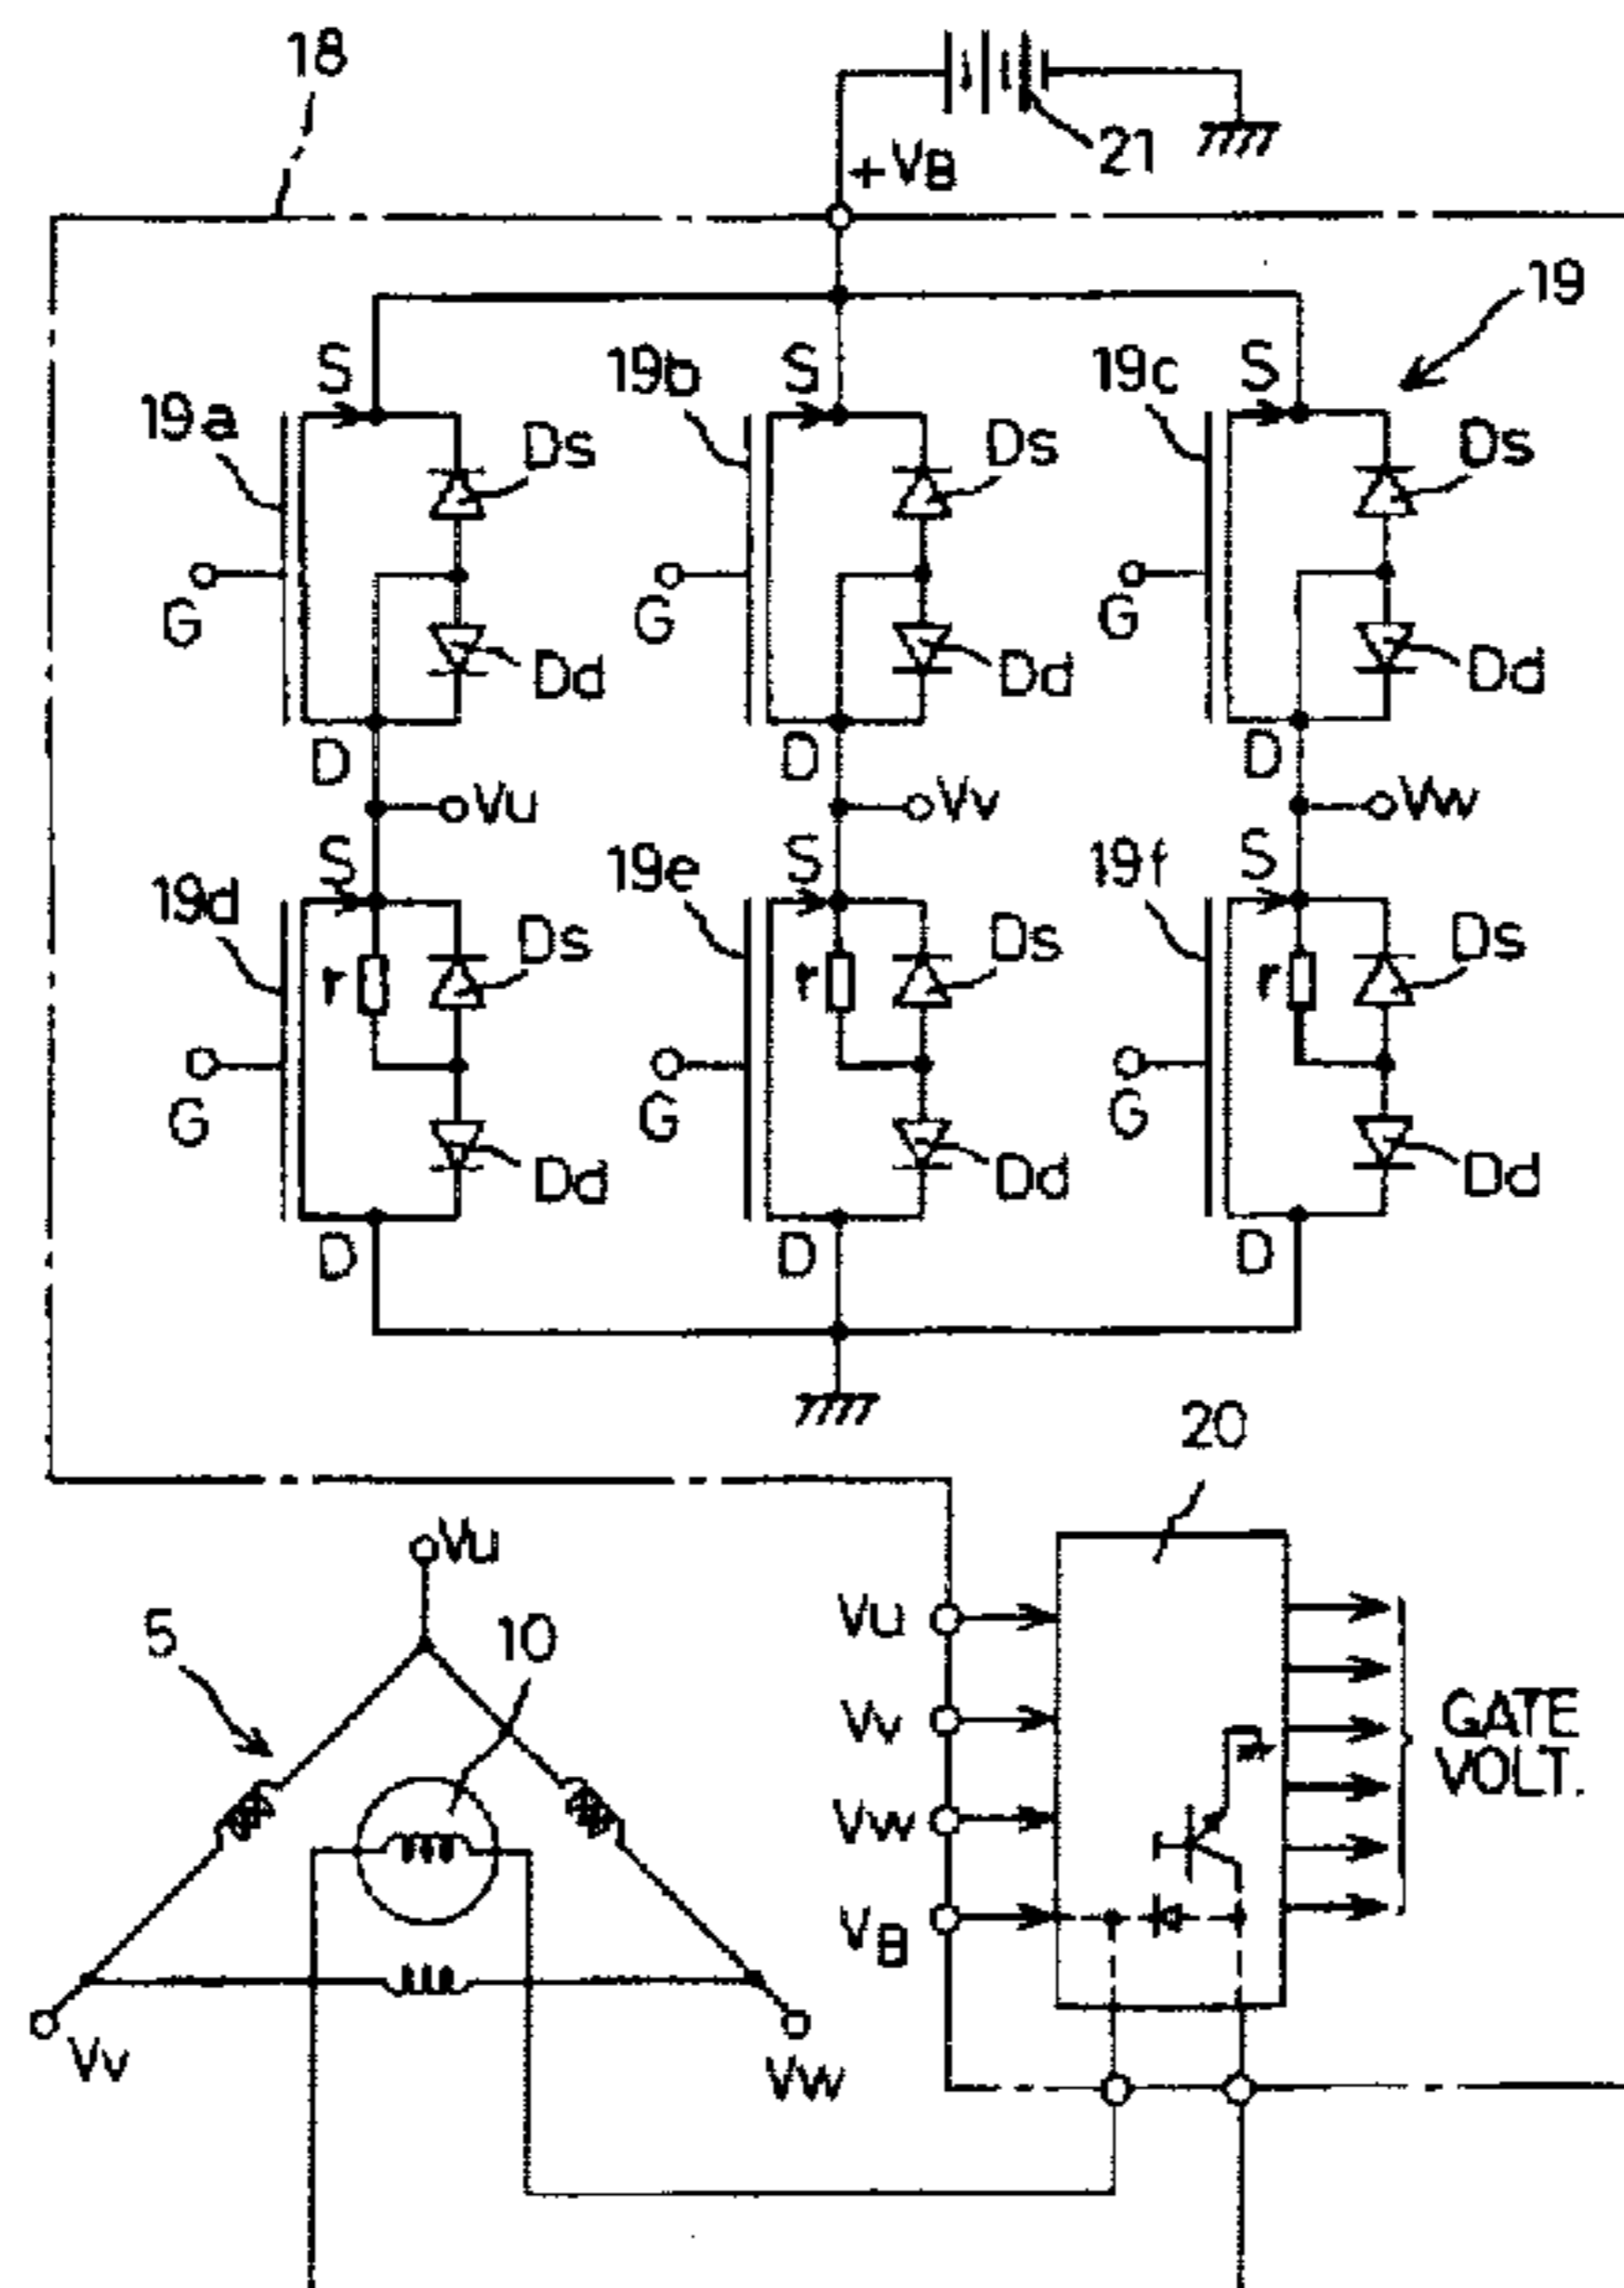 18
21
+VB
19
S
S
S
19a
19b
19c
Ds
Ds
Ds
G
G
G
Dd
Dd
Dd
D
D
D
Vu
Vv
Vw
S
S
S
19d
19e
19f
Ds
Ds
Ds
r
r
r
G
G
G
Dd
Dd
Dd
D
D
D
20
Vu
5
10
Vu
Vv
Vw
VB
GATE
VOLT.
Vv
Vw